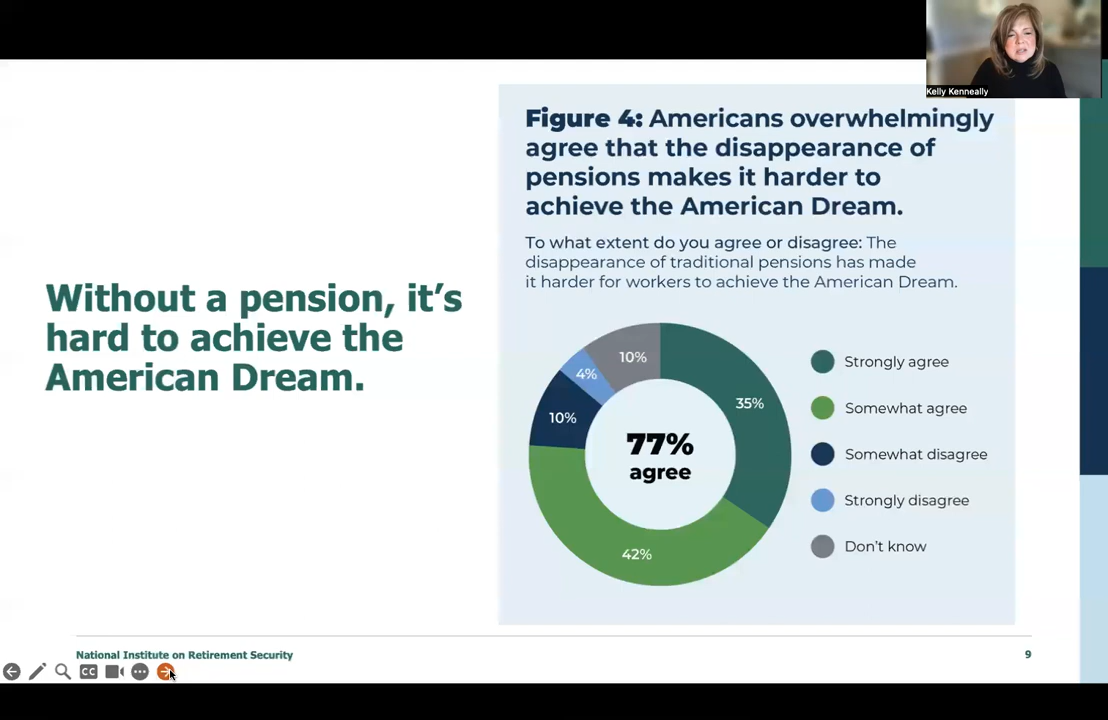 Kelly Kenneally
Without a pension, it's
hard to achieve the
American Dream.
Figure 4: Americans overwhelmingly
agree that the disappearance of
pensions makes it harder to
achieve the American Dream.
To what extent do you agree or disagree: The
disappearance of traditional pensions has made
it harder for workers to achieve the American Dream.
10%
4%
10%
35%
42%
77%
agree
Strongly agree
Somewhat agree
Somewhat disagree
Strongly disagree
Don't know
National Institute on Retirement Security
9
CC